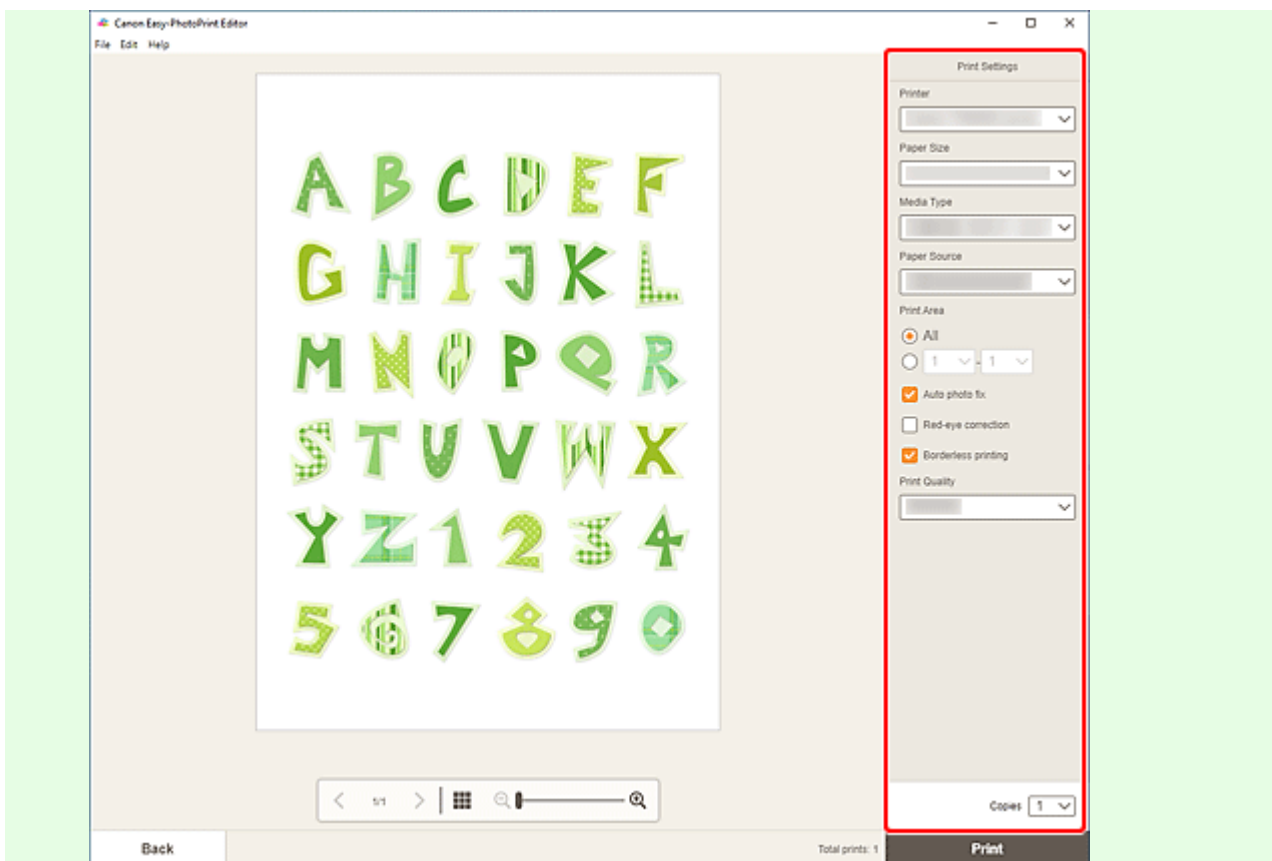 Canon Easy-PhotoPrint Editor
File Edit Help
A B C D E F
G H I J K L
M N O P Q R
S T U V W X
Y Z 1 2 3 4
5 6 7 8 9 0
1/1
Back
Print Settings
Printer
Paper Size
Media Type
Paper Source
Print Area
All
1 - 1
Auto photo fix
Red-eye correction
Borderless printing
Print Quality
Copies 1
Total prints: 1
Print